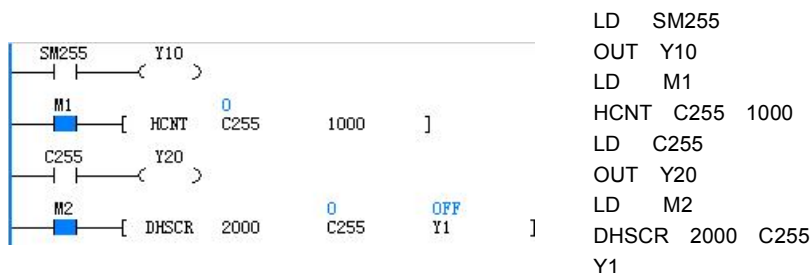 SM255 Y10
M1 0
HCNT C255 1000
C255 Y20
M2 0 OFF
DHSCR 2000 C255 Y1
LD SM255
OUT Y10
LD M1
HCNT C255 1000
LD C255
OUT Y20
LD M2
DHSCR 2000 C255
Y1